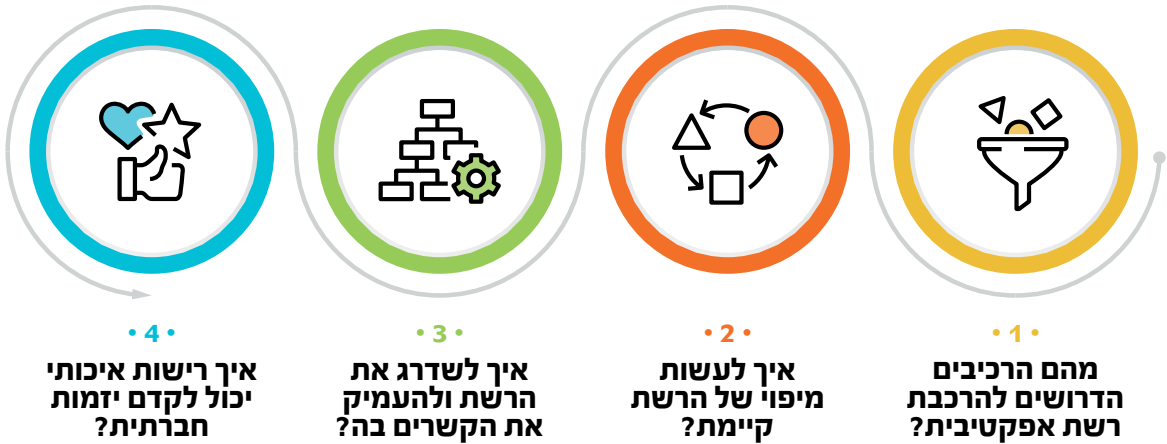 • 1 •
מהם הרכיבים
הדרושים להרכבת
רשת אפקטיבית?
• 2 •
איך לעשות
מיפוי של הרשת
קיימת?
• 3 •
איך לשדרג את
הרשת ולהעמיק
את הקשרים בה?
• 4 •
איך רישות איכותי
יכול לקדם יזמות
חברתית?